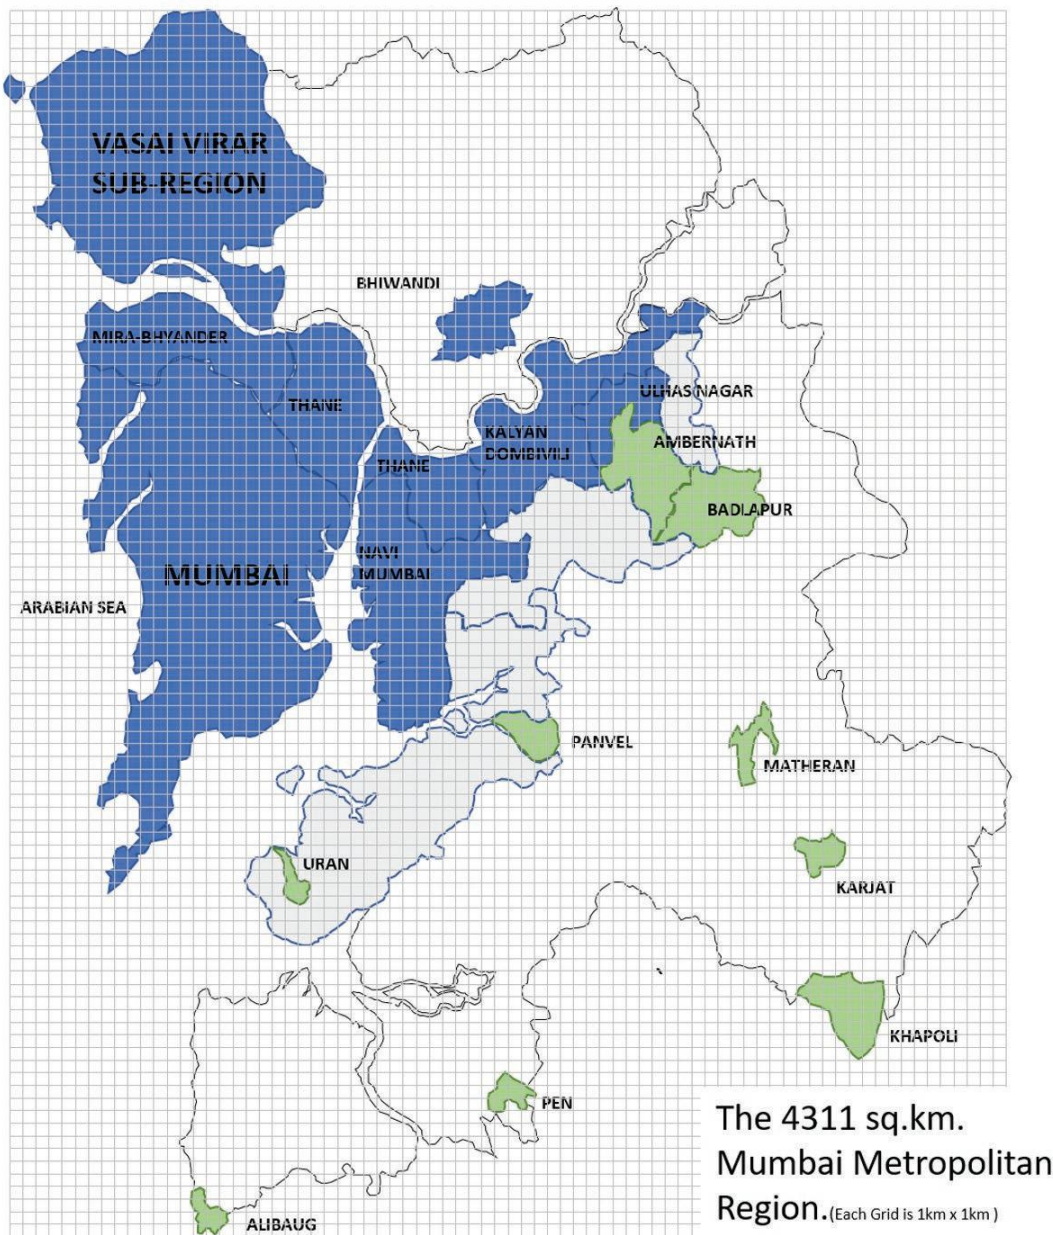 VASAI VIRAR
SUB-REGION
BHIWANDI
MIRA-BHYANDER
ULHAS NAGAR
THANE
KALYAN
DOMBIVILI
AMBERNATH
THANE
BADLAPUR
NAVI
MUMBAI
MUMBAI
ARABIAN SEA
PANVEL
MATHERAN
URAN
KARJAT
KHAPOLI
PEN
ALIBAUG
The 4311 sq.km.
Mumbai Metropolitan
Region.(Each Grid is 1km x 1km )